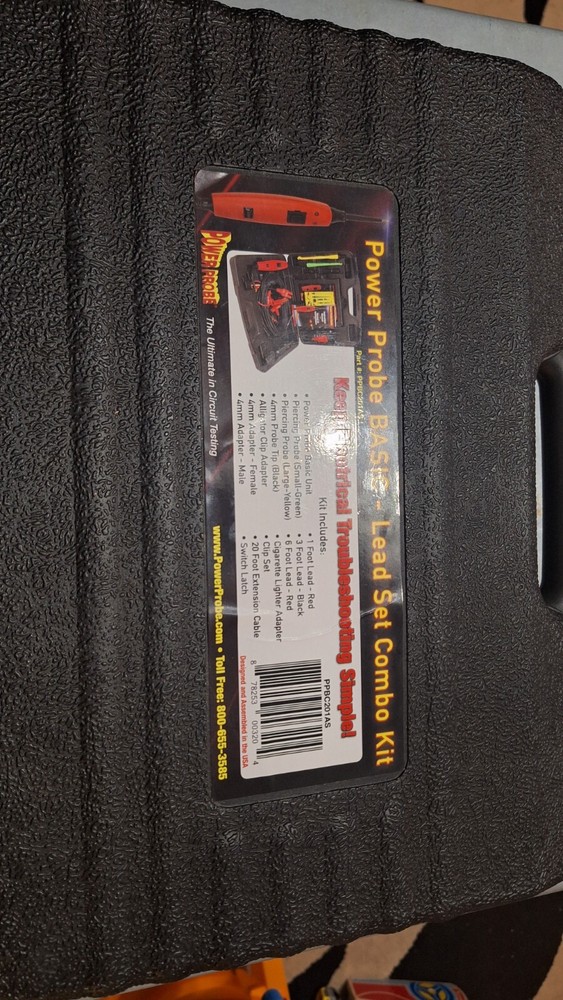 Power Probe BASIC - Lead Set Combo Kit
Part #: PPBC201AS
Keep Electrical Troubleshooting Simple!
Kit Includes:
• Power Probe Basic Unit
• Piercing Probe (Small-Green)
• Piercing Probe (Large-Yellow)
• 4mm Probe Tip (Black)
• Alligator Clip Adapter
• 4mm Adapter - Female
• 4mm Adapter - Male
• 1 Foot Lead - Red
• 3 Foot Lead - Black
• 6 Foot Lead - Red
• Cigarette Lighter Adapter
• Clip Set
• 20 Foot Extension Cable
• Switch Latch
PPBC201AS
8 78253 00320 4
Designed and Assembled in the USA
POWER PROBE
The Ultimate in Circuit Testing
www.PowerProbe.com • Toll Free: 800-655-3585